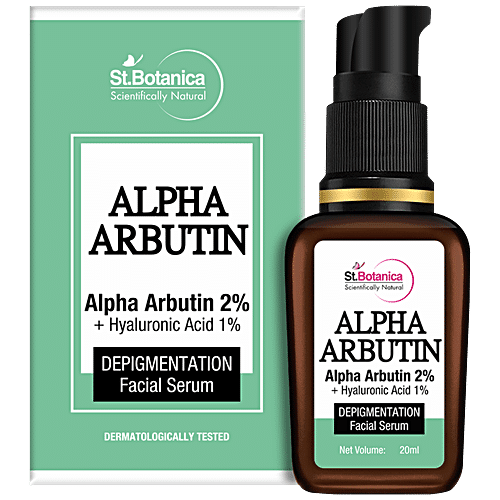 St.Botanica
Scientifically Natural
ALPHA
ARBUTIN
Alpha Arbutin 2%
+ Hyaluronic Acid 1%
DEPIGMENTATION
Facial Serum
DERMATOLOGICALLY TESTED
St.Botanica
Scientifically Natural
ALPHA
ARBUTIN
Alpha Arbutin 2%
+ Hyaluronic Acid 1%
DEPIGMENTATION
Facial Serum
Net Volume: 20ml